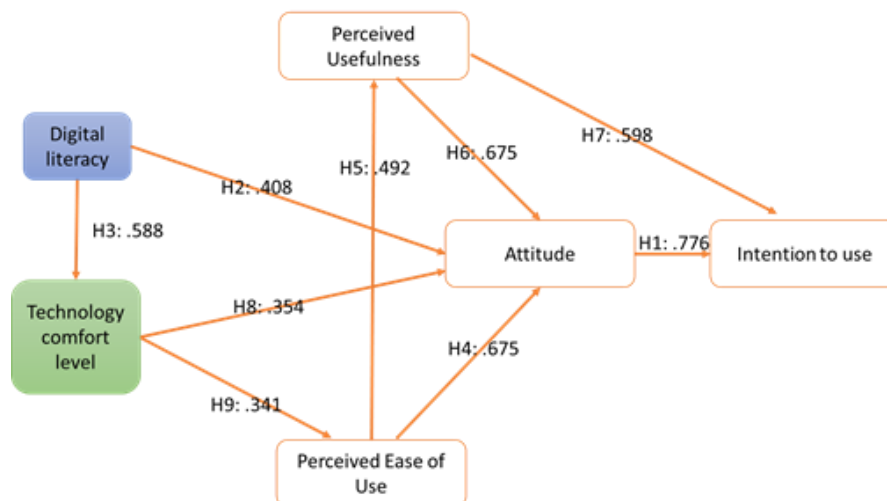 Perceived
Usefulness
Digital
literacy
H7: .598
H6: .675
H5: .492
H2: .408
H3: .588
Attitude
H1: .776
Intention to use
Technology
comfort
level
H8: .354
H4: .675
H9: .341
Perceived Ease of
Use